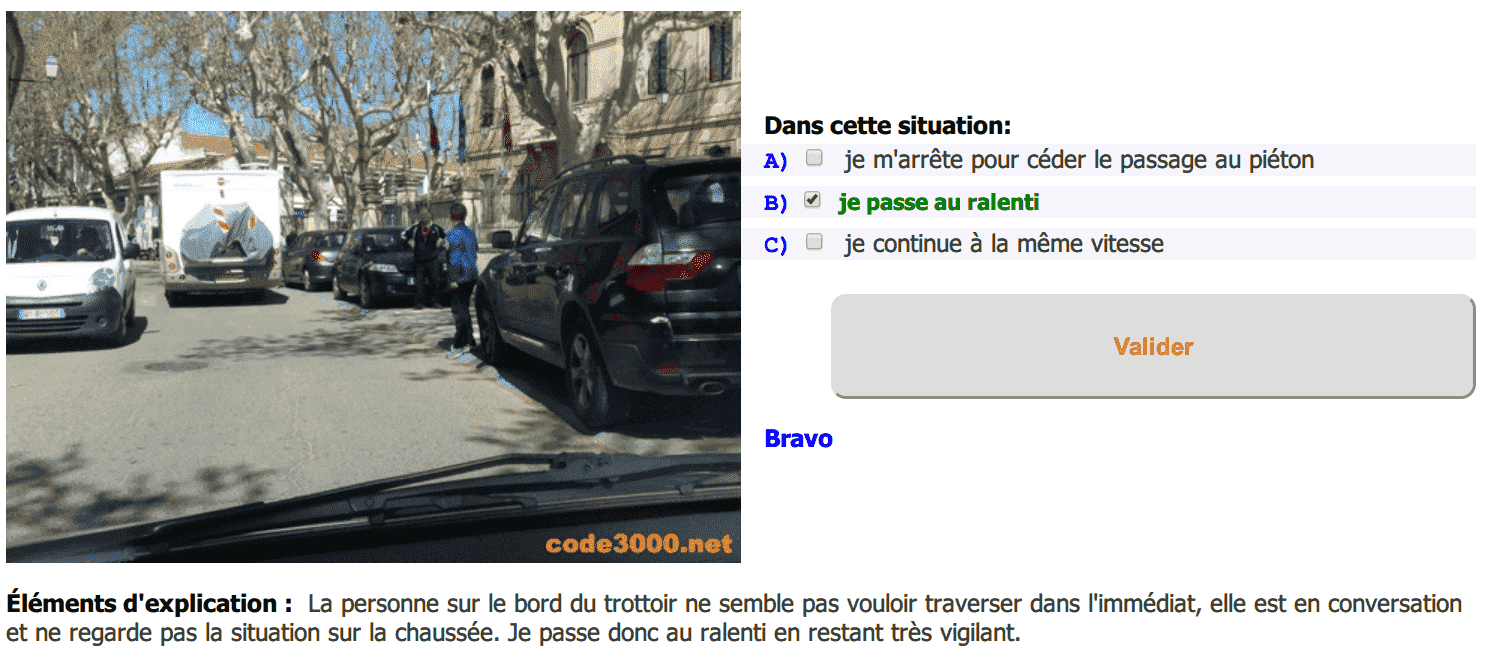 Dans cette situation:
A) je m'arrête pour céder le passage au piéton
B) je passe au ralenti
C) je continue à la même vitesse
Valider
Bravo
code3000.net
Éléments d'explication : La personne sur le bord du trottoir ne semble pas vouloir traverser dans l'immédiat, elle est en conversation
et ne regarde pas la situation sur la chaussée. Je passe donc au ralenti en restant très vigilant.